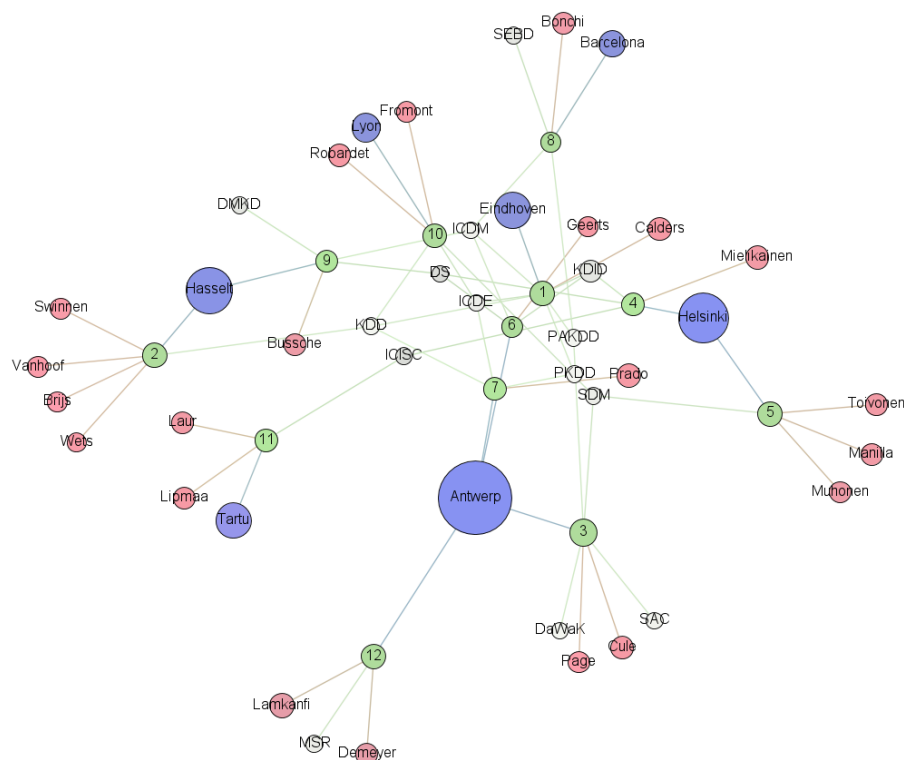 SEBD
Bonchi
Barcelona
Fromont
Lyon
Robardet
8
DMKD
Eindhoven
ICDM
10
Geerts
Calders
Miehkainen
9
DS
KDID
Hasselt
1
ICDE
4
Swinnen
Helsinki
KDD
6
PAKDD
Bussche
2
ICISC
Vanhoof
PKDD
Prado
7
SDM
Brijs
Toivonen
Laur
5
Wets
11
Manilla
Lipmaa
Antwerp
Muhonen
Tartu
3
SAC
DaWaK
Cule
12
Page
Lamkanfi
MSR
Demeyer